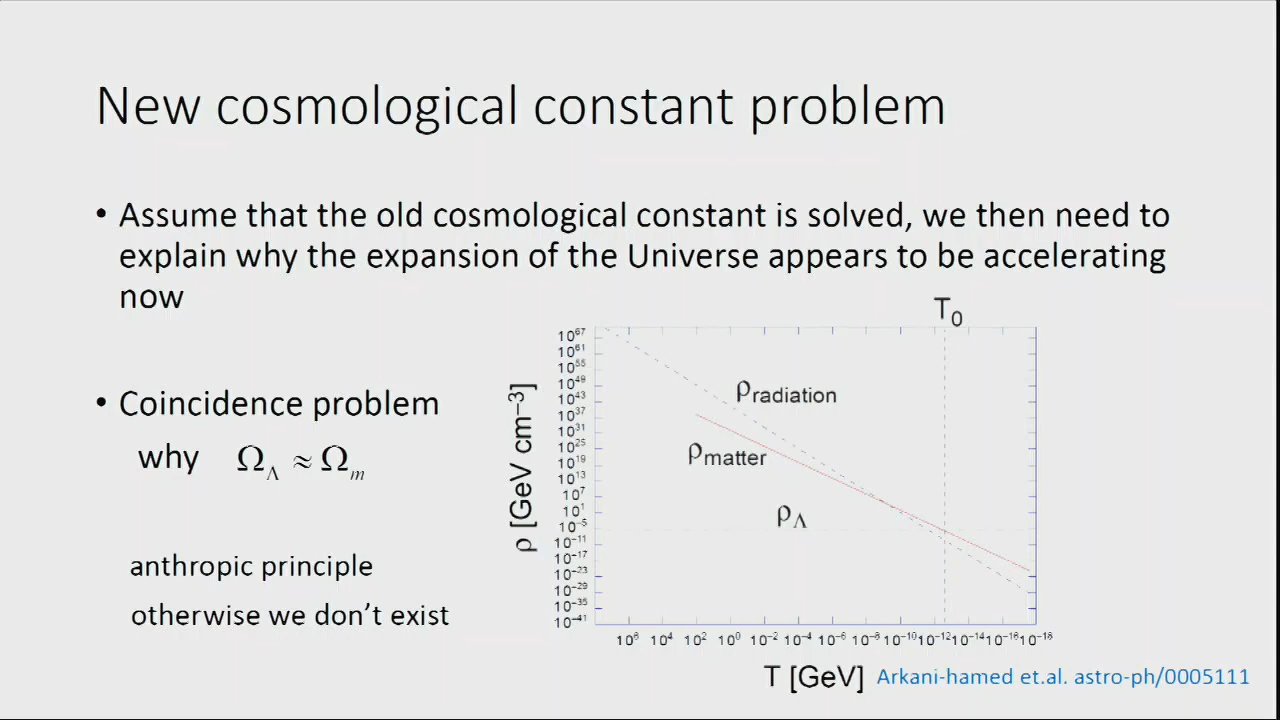 New cosmological constant problem
• Assume that the old cosmological constant is solved, we then need to
explain why the expansion of the Universe appears to be accelerating
now
• Coincidence problem
why Ω_Λ ≈ Ω_m
anthropic principle
otherwise we don't exist
T₀
ρ [GeV cm⁻³]
10⁶⁷
10⁶¹
10⁵⁵
10⁴⁹
10⁴³
10³⁷
10³¹
10²⁵
10¹⁹
10¹³
10⁷
10¹
10⁻⁵
10⁻¹¹
10⁻¹⁷
10⁻²³
10⁻²⁹
10⁻³⁵
10⁻⁴¹
ρradiation
ρmatter
ρ_Λ
10⁶ 10⁴ 10² 10⁰ 10⁻² 10⁻⁴ 10⁻⁶ 10⁻⁸ 10⁻¹⁰ 10⁻¹² 10⁻¹⁴ 10⁻¹⁶ 10⁻¹⁸
T [GeV]
Arkani-hamed et.al. astro-ph/0005111